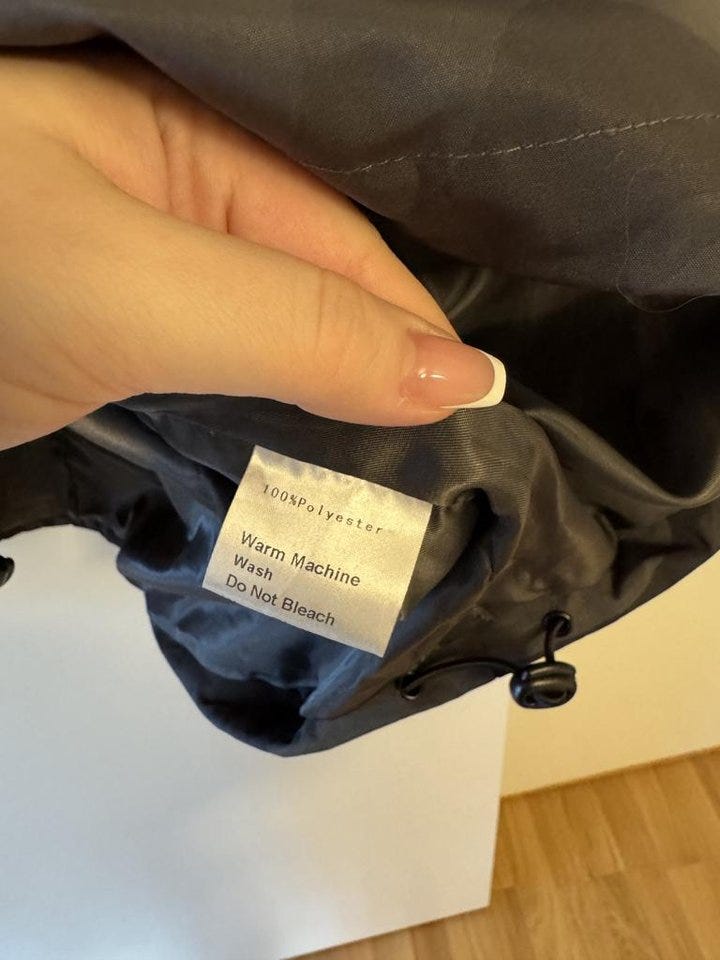 100%Polyester
Warm Machine
Wash
Do Not Bleach